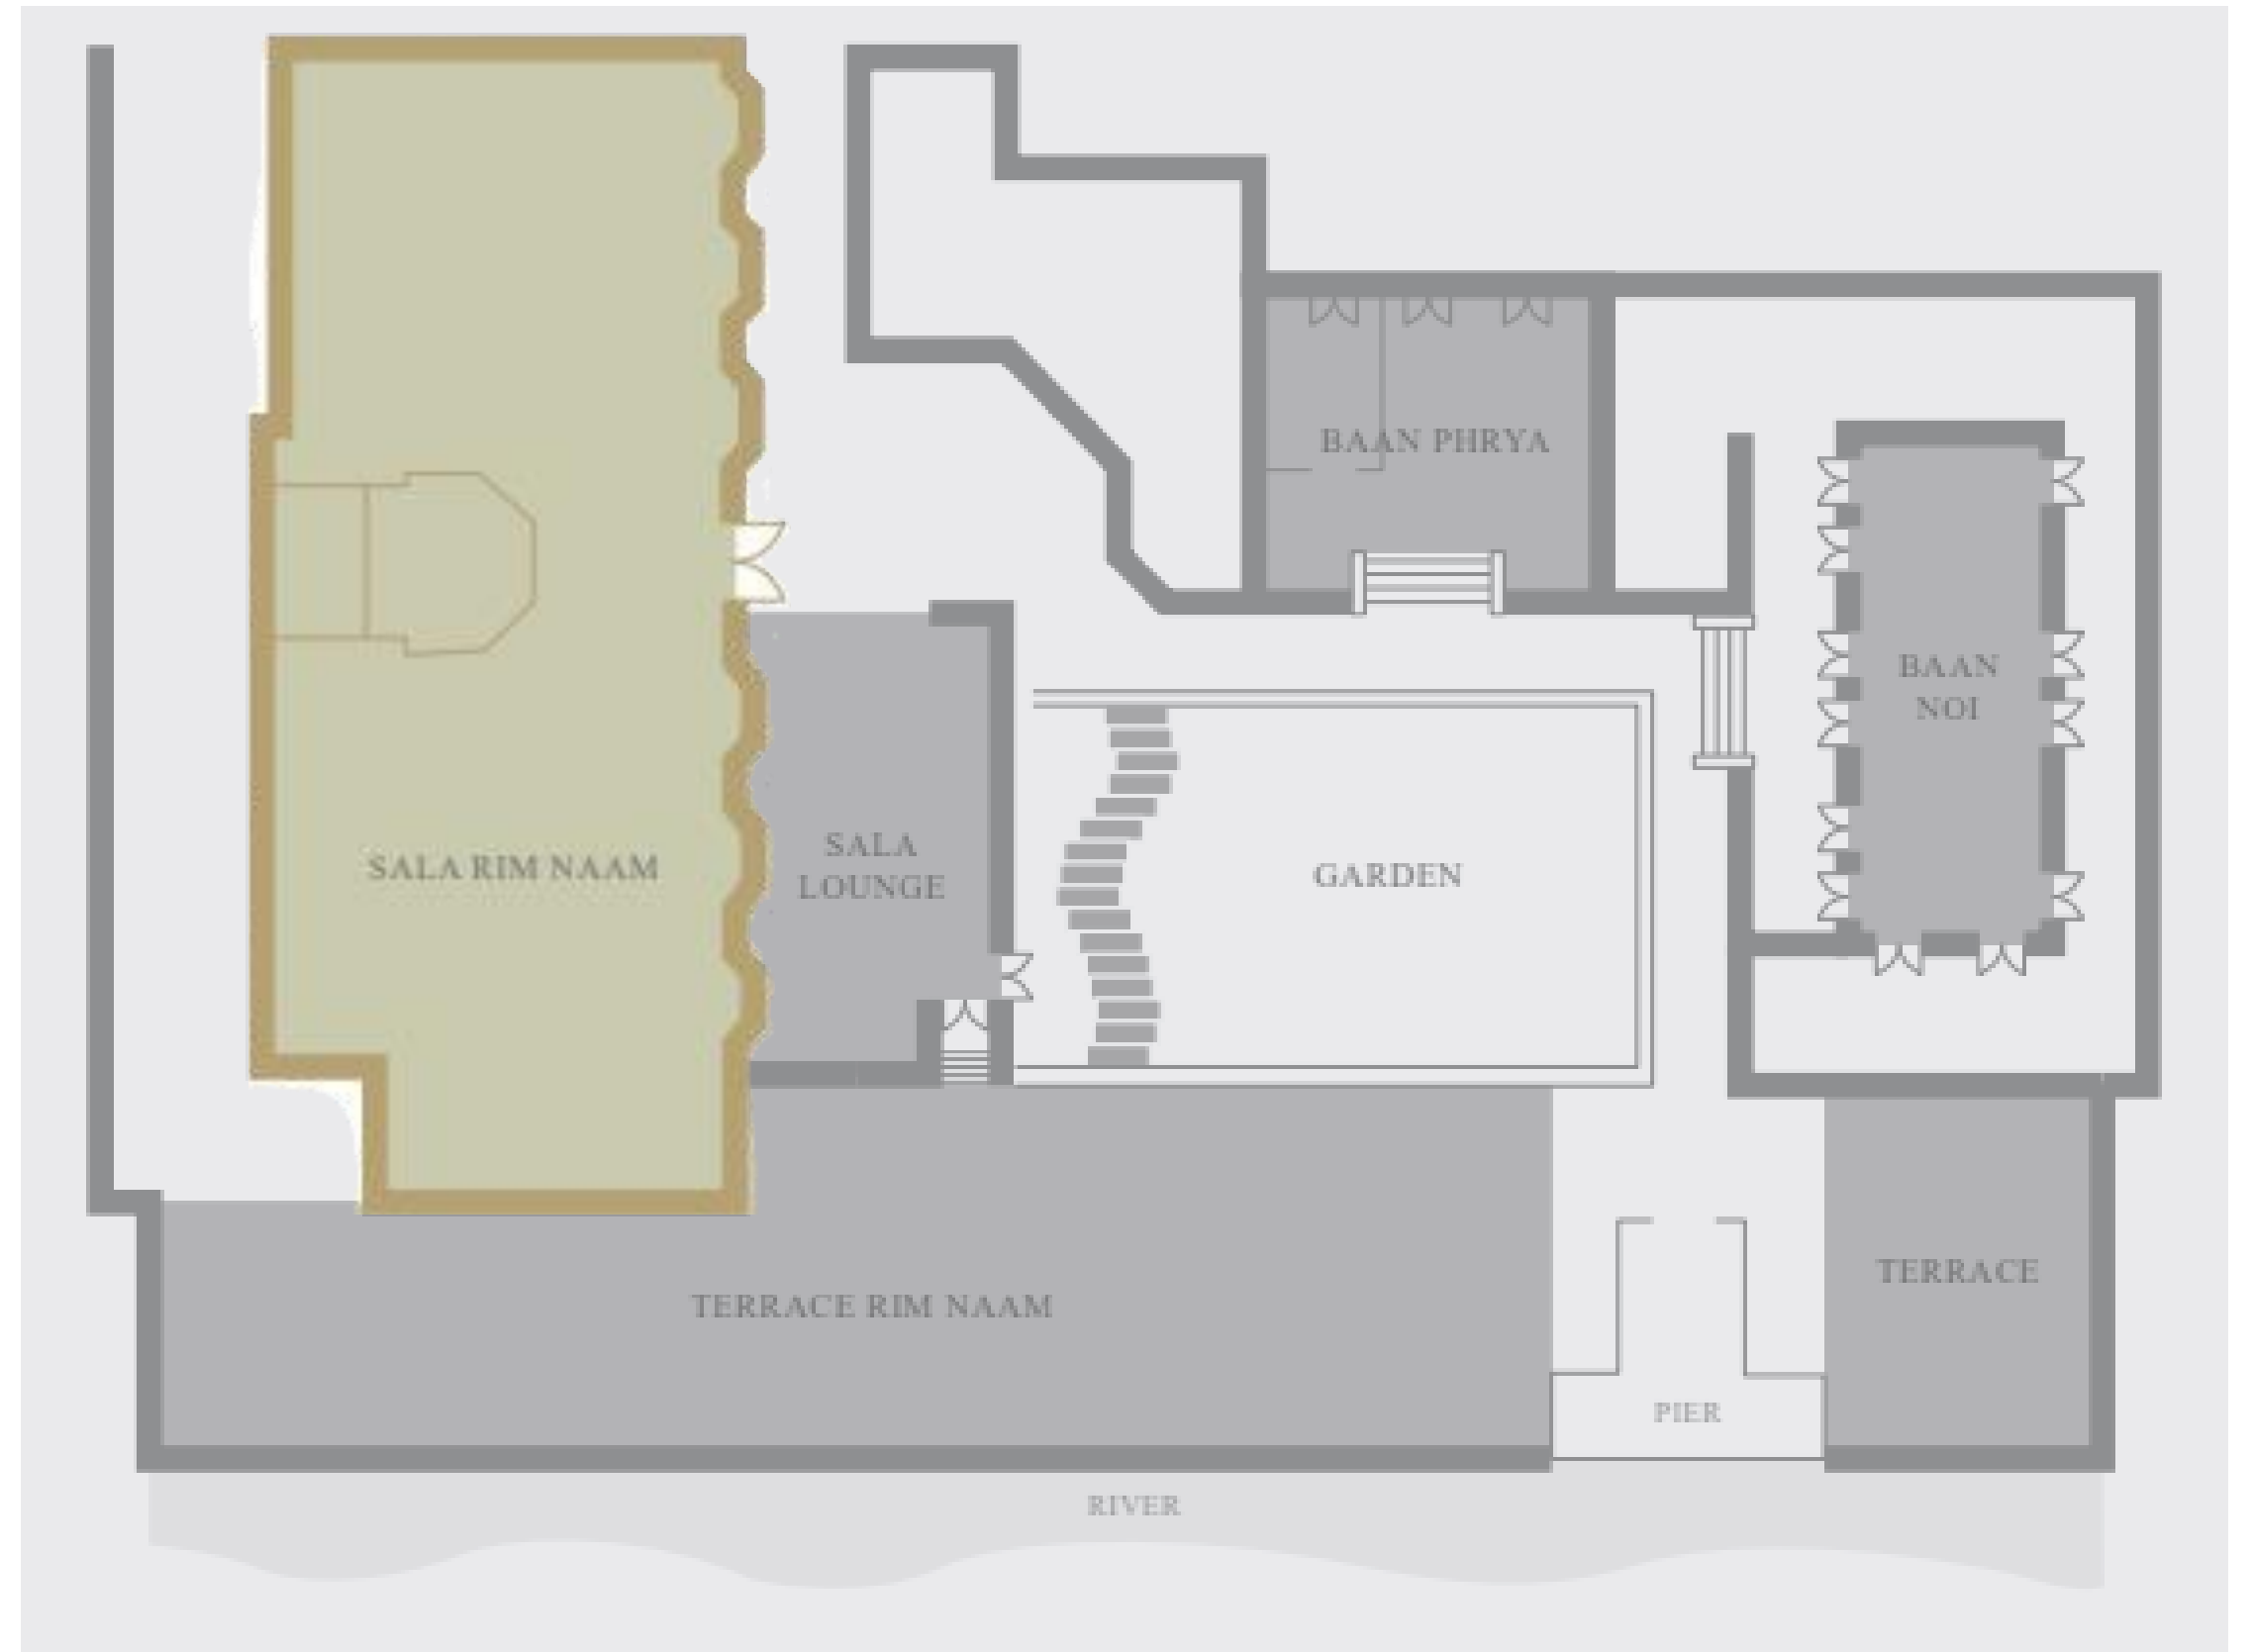 BAAN PHRYA
BAAN
NOI
SALA RIM NAAM
SALA
LOUNGE
GARDEN
TERRACE RIM NAAM
TERRACE
PIER
RIVER